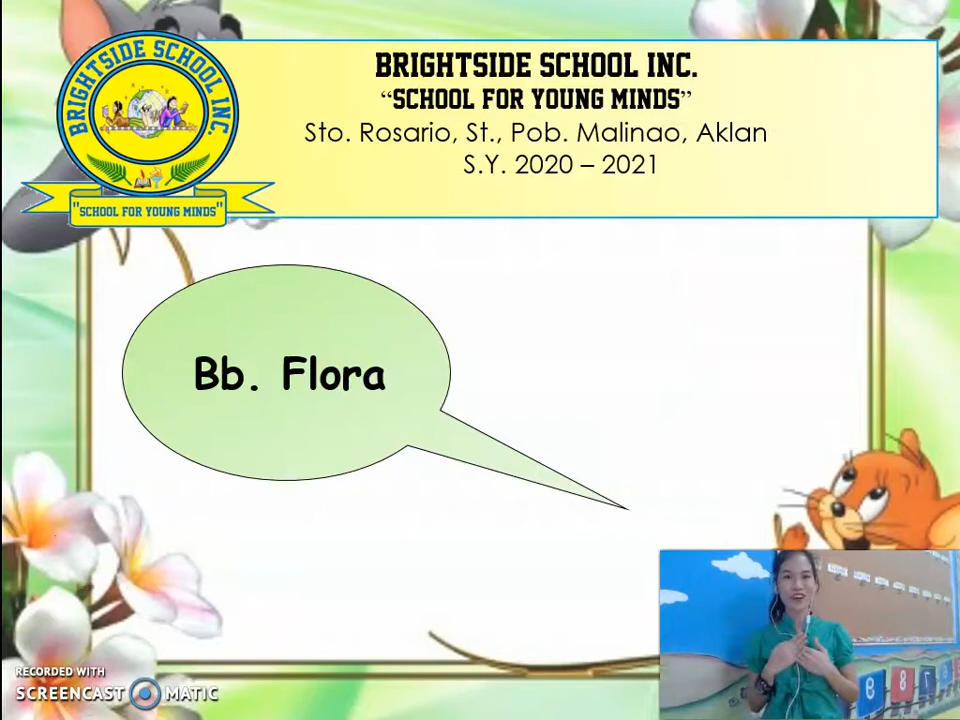 BRIGHTSIDE SCHOOL INC.
“SCHOOL FOR YOUNG MINDS”
Sto. Rosario, St., Pob. Malinao, Aklan
S.Y. 2020 – 2021
BRIGHTSIDE SCHOOL INC.
"SCHOOL FOR YOUNG MINDS"
Bb. Flora
RECORDED WITH
SCREENCAST MATIC